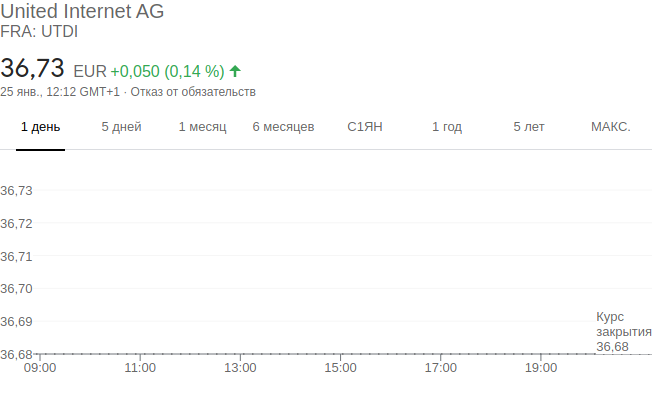 United Internet AG
FRA: UTDI
36,73 EUR +0,050 (0,14 %)
25 янв., 12:12 GMT+1 · Отказ от обязательств
1 день 5 дней 1 месяц 6 месяцев С1ЯН 1 год 5 лет МАКС.
36,73
36,72
36,71
36,70
36,69
Курс
закрытия
36,68
36,68
09:00 11:00 13:00 15:00 17:00 19:00